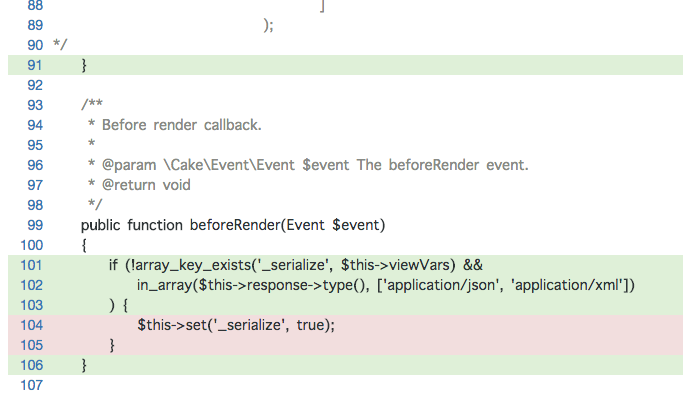 88 ]
89 );
90 */
91 }
92
93 /**
94 * Before render callback.
95 *
96 * @param \Cake\Event\Event $event The beforeRender event.
97 * @return void
98 */
99 public function beforeRender(Event $event)
100 {
101 if (!array_key_exists('_serialize', $this->viewVars) &&
102 in_array($this->response->type(), ['application/json', 'application/xml'])
103 ) {
104 $this->set('_serialize', true);
105 }
106 }
107